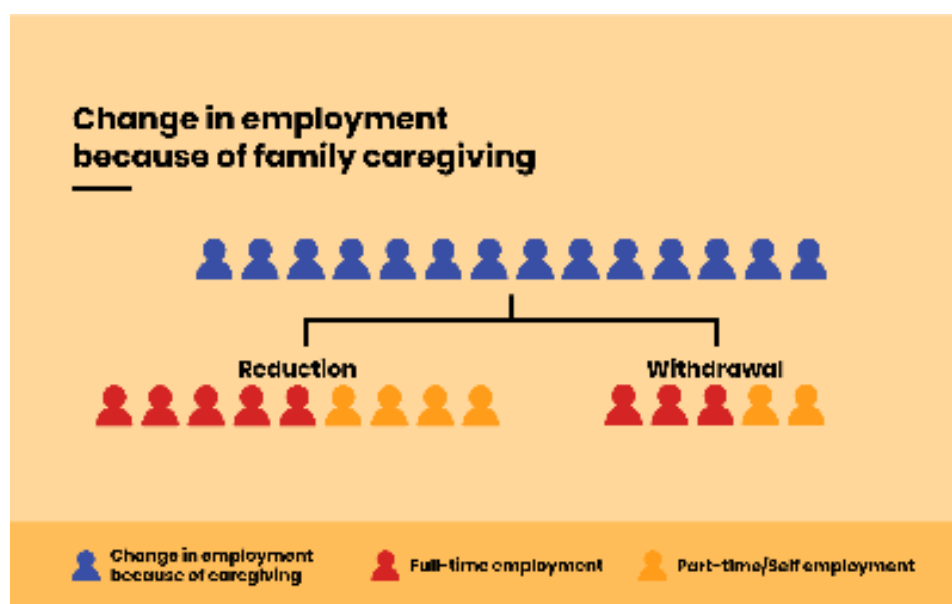 Change in employment
because of family caregiving
Reduction
Withdrawal
Change in employment
because of caregiving
Full-time employment
Part-time/Self employment